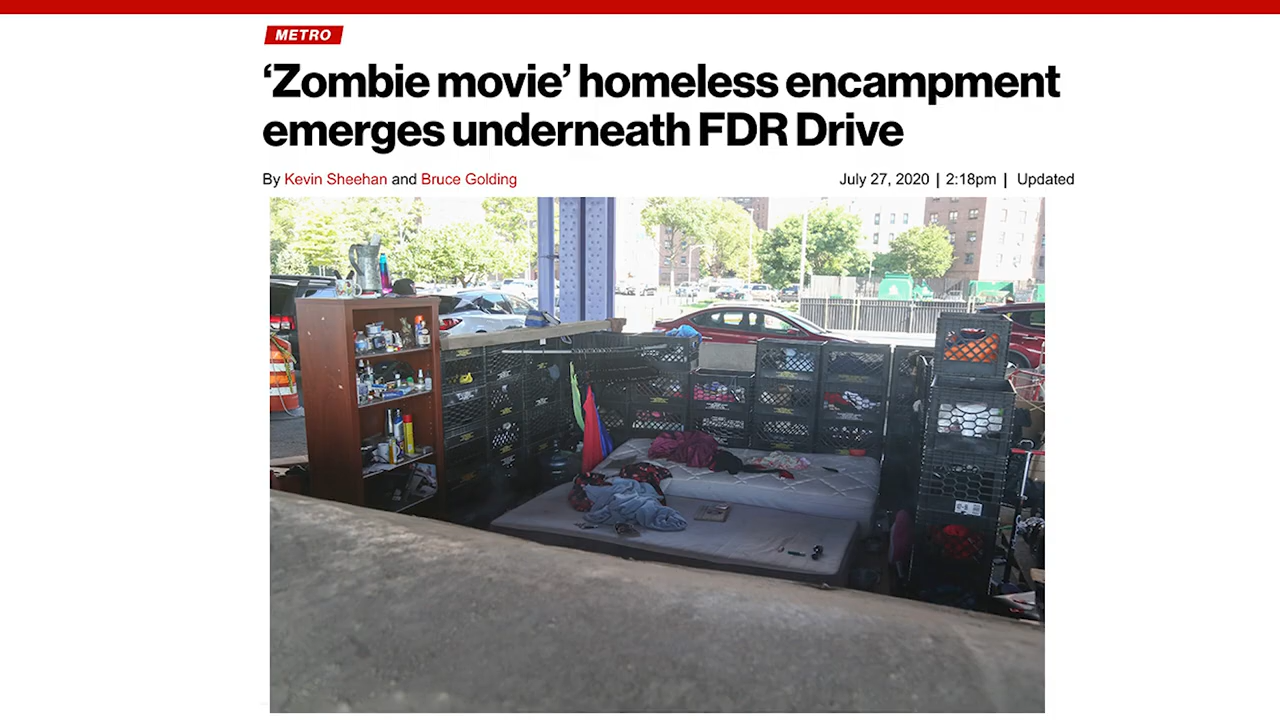 METRO
‘Zombie movie’ homeless encampment
emerges underneath FDR Drive
By Kevin Sheehan and Bruce Golding
July 27, 2020 | 2:18pm | Updated